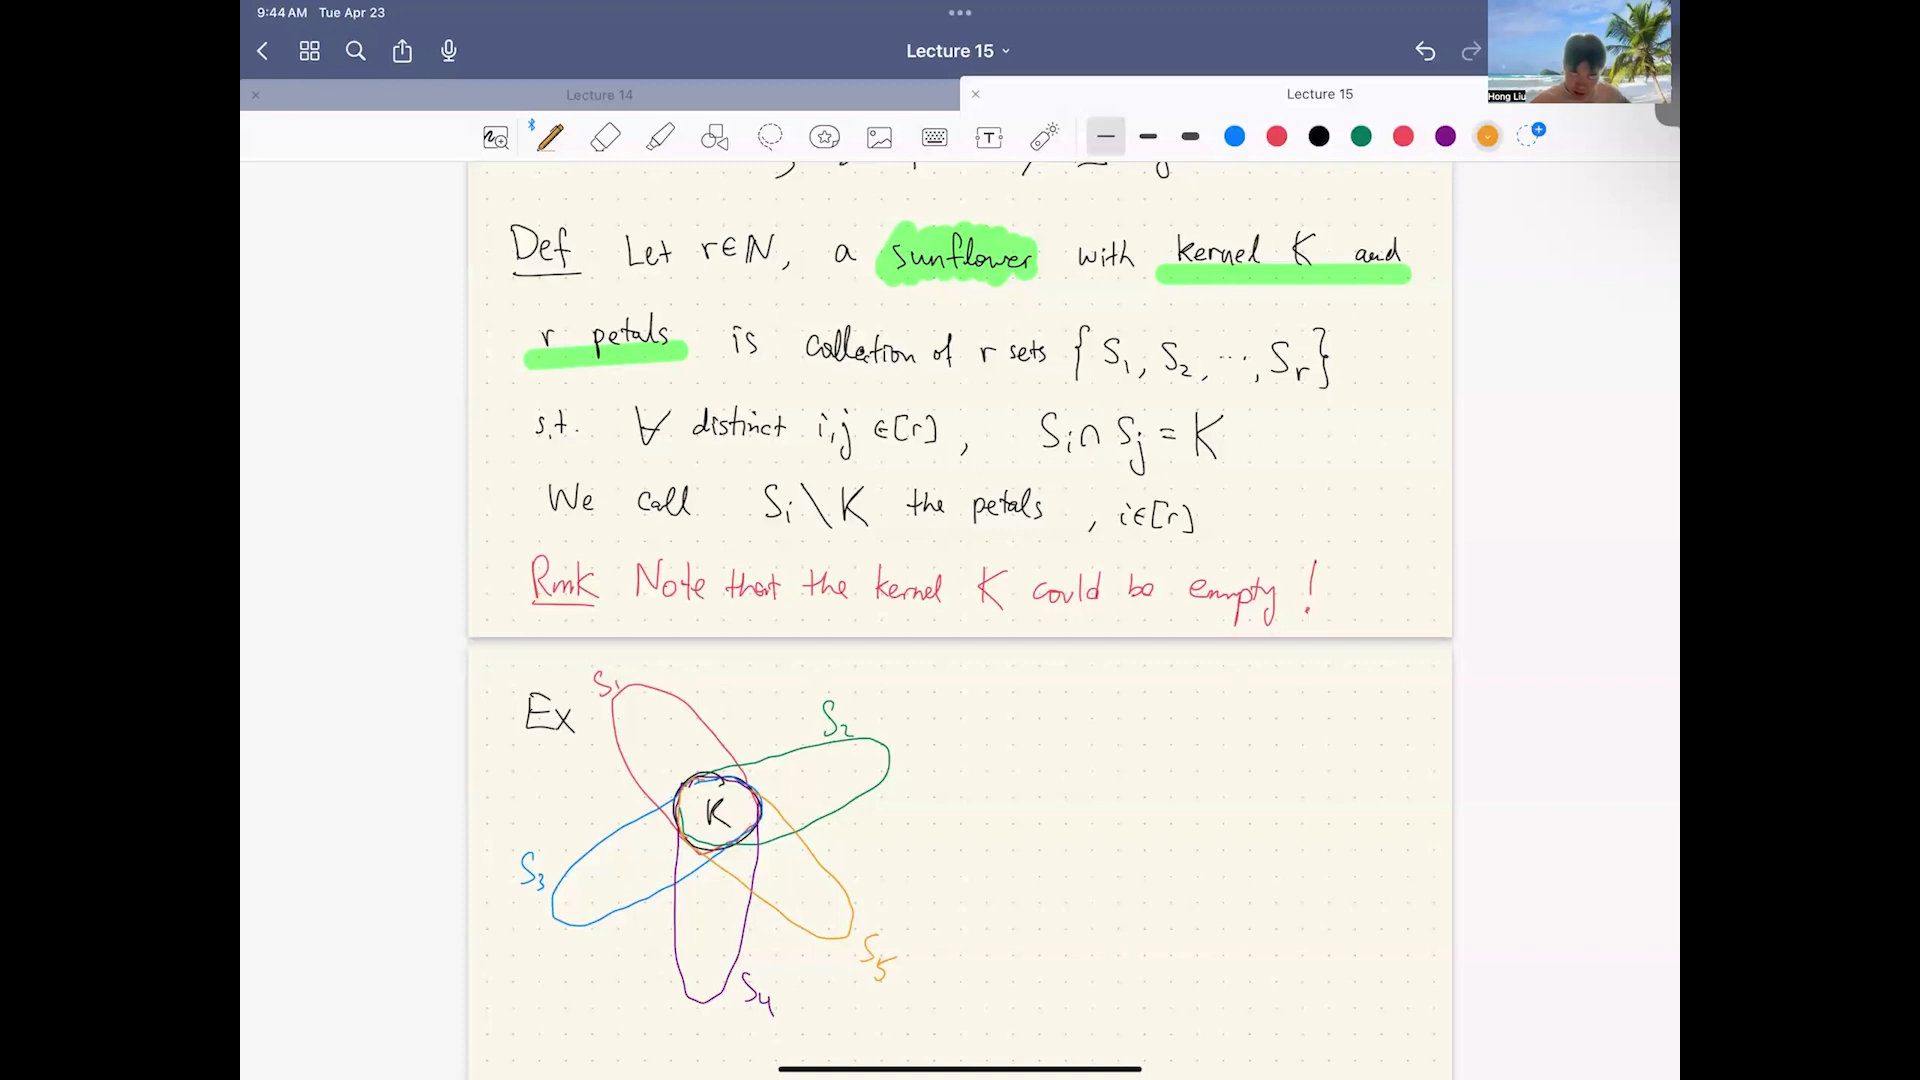 9:44 AM Tue Apr 23
Lecture 15
Lecture 14
Lecture 15
Hong Liu
Def Let r∈ℕ, a sunflower with kernel K and
r petals is collection of r sets {S₁, S₂, ⋯, Sᵣ}
s.t. ∀ distinct i,j ∈[r], Sᵢ∩Sⱼ = K
We call Sᵢ\K the petals, i∈[r]
Rmk Note that the kernel K could be empty!
Ex
S₁
S₂
K
S₃
S₅
S₄